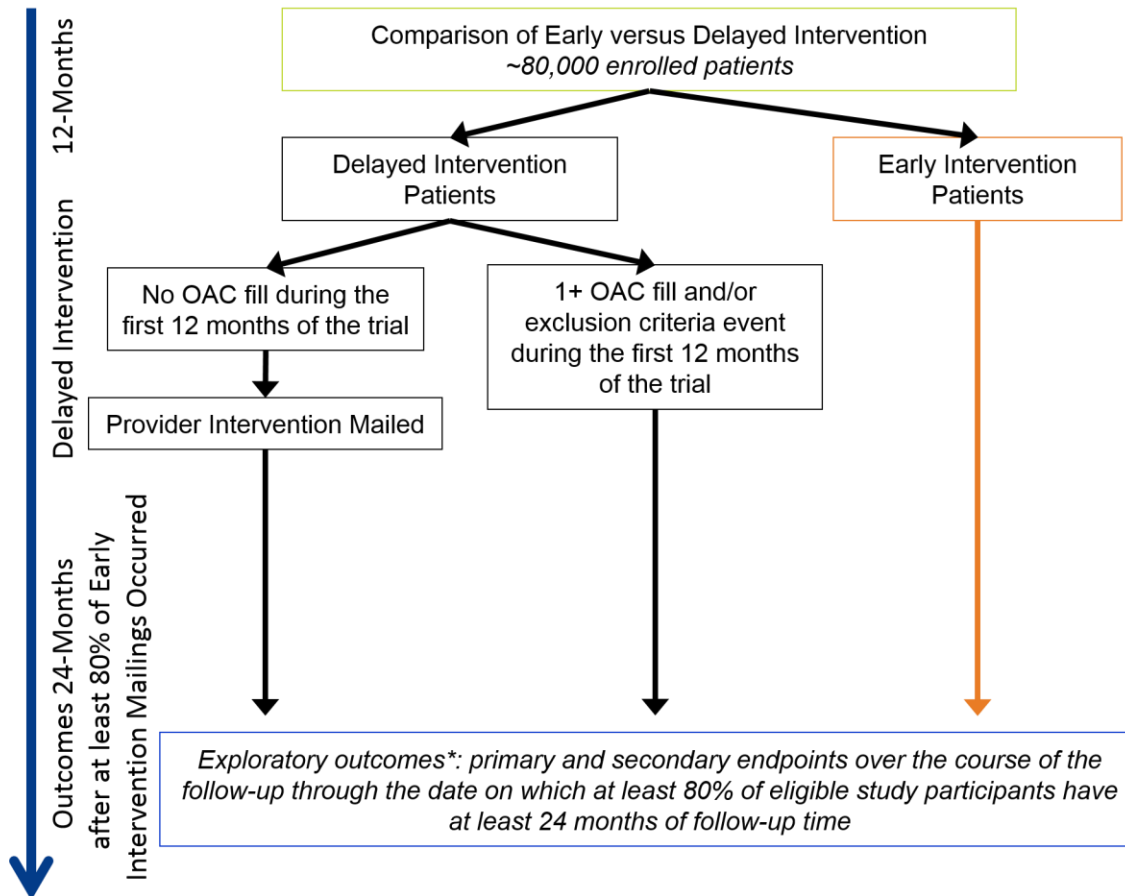 12-Months
Comparison of Early versus Delayed Intervention
~80,000 enrolled patients
Delayed Intervention
Patients
Early Intervention
Patients
Delayed Intervention
No OAC fill during the
first 12 months of the trial
1+ OAC fill and/or
exclusion criteria event
during the first 12 months
of the trial
Provider Intervention Mailed
Outcomes 24-Months
after at least 80% of Early
Intervention Mailings Occurred
Exploratory outcomes*: primary and secondary endpoints over the course of the
follow-up through the date on which at least 80% of eligible study participants have
at least 24 months of follow-up time